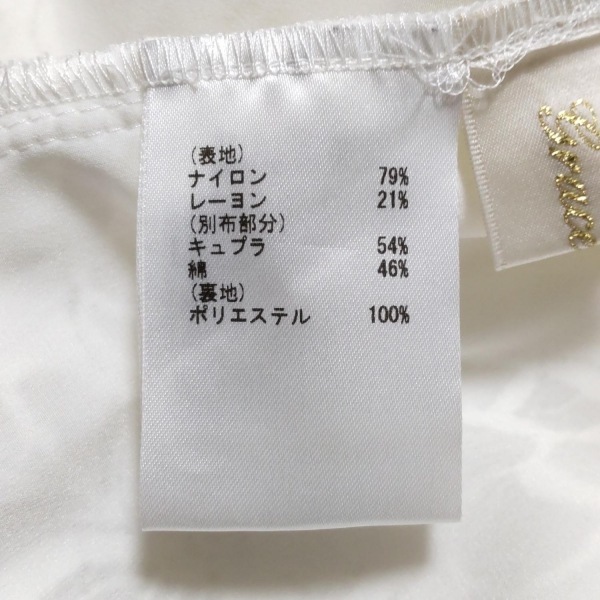 (表地)
ナイロン 79%
レーヨン 21%
(別布部分)
キュプラ 54%
綿 46%
(裏地)
ポリエステル 100%